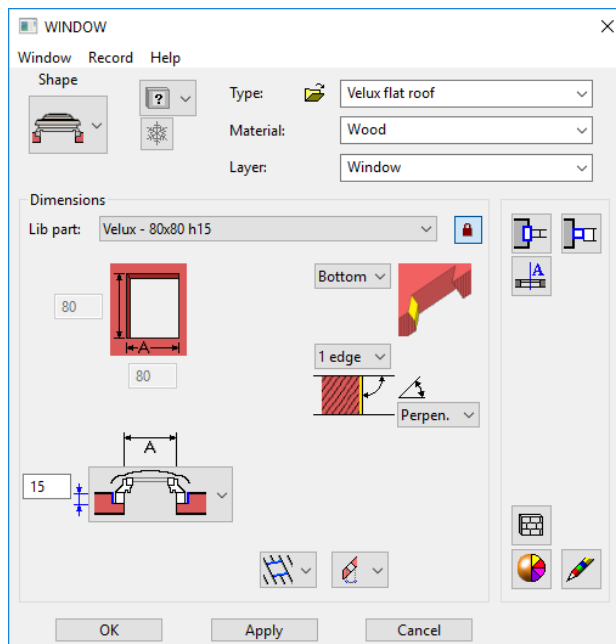 WINDOW
Window Record Help
Shape
?
Type: Velux flat roof
Material: Wood
Layer: Window
Dimensions
Lib part: Velux - 80x80 h15
A
Bottom
80
A
80
1 edge
Perpen.
A
15
OK Apply Cancel